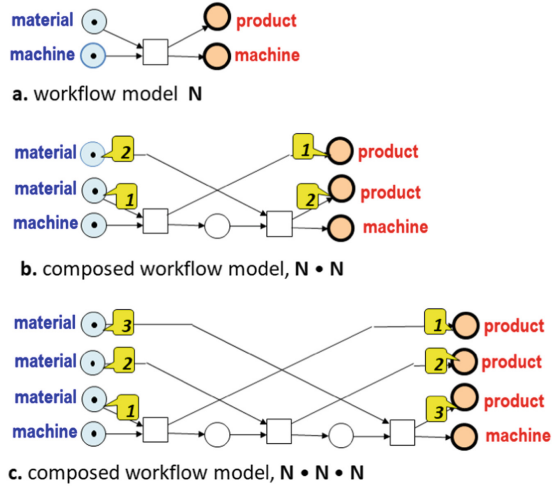 material product
machine machine
a. workflow model N
material 2 1 product
material 1 2 product
machine machine
b. composed workflow model, N • N
material 3 1 product
material 2 2 product
material 1 3 product
machine machine
c. composed workflow model, N • N • N